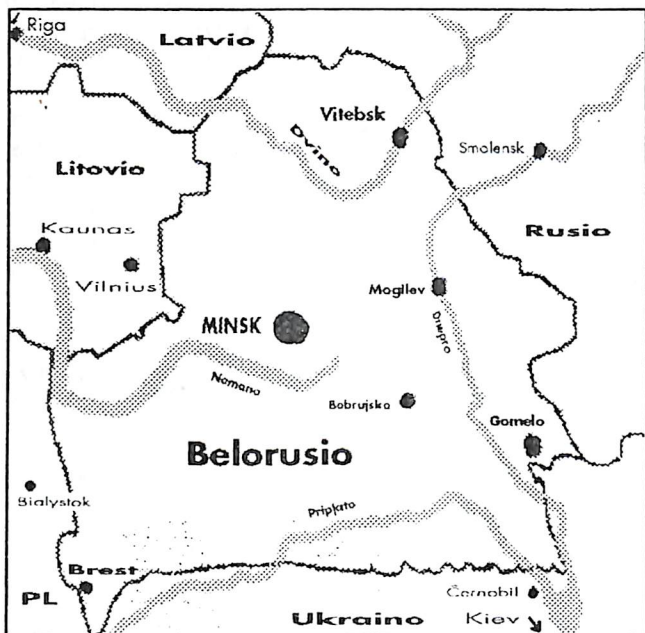 Riga
Latvio
Vitebsk
Dvino
Smolensk
Litovio
Kaunas
Rusio
Vilnius
Mogilev
MINSK
Dnepro
Nemano
Bobrujsko
Gomelo
Belorusio
Bialystok
Pripjato
Brest
PL
Ĉernobil
Ukraino
Kiev